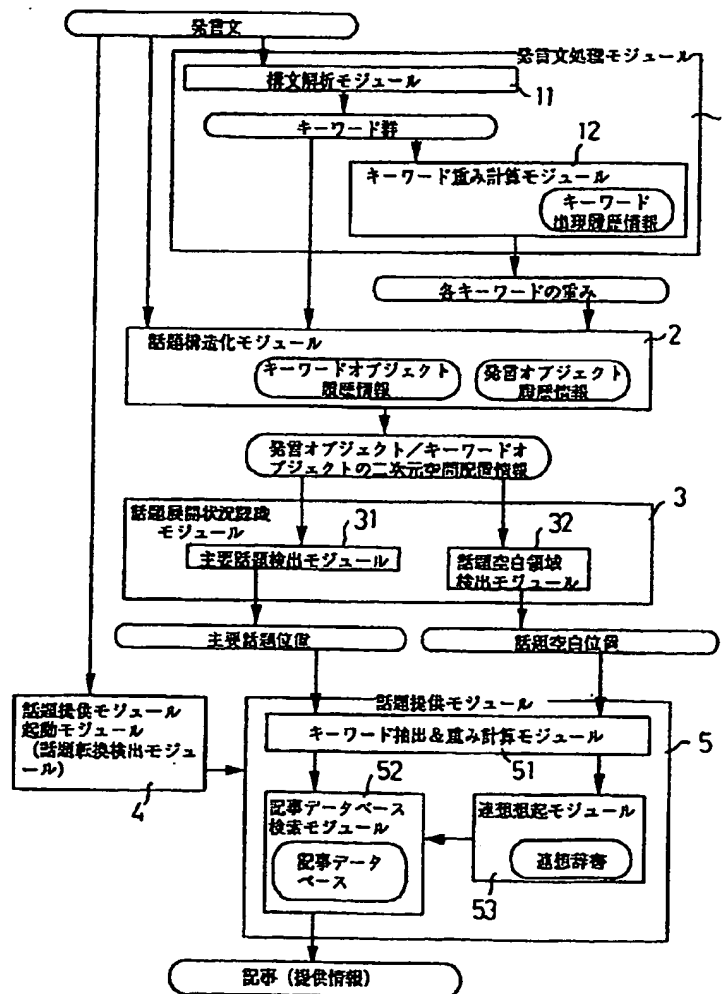 発言文
発言文処理モジュール
構文解析モジュール
11
キーワード群
12
キーワード重み計算モジュール
キーワード
出現履歴情報
各キーワードの重み
話題構造化モジュール
2
キーワードオブジェクト
履歴情報
発言オブジェクト
履歴情報
発言オブジェクト/キーワードオ
ブジェクトの二次元空間配置情報
話題展開状況認識
モジュール
3
31
主要話題検出モジュール
32
話題空白領域
検出モジュール
主要話題位置
話題空白位置
話題提供モジュール
起動モジュール
(話題転換検出モジュ
ール)
4
話題提供モジュール
5
キーワード抽出&重み計算モジュール
51
52
記事データベース
検索モジュール
記事データ
ベース
連想想起モジュール
連想辞書
53
記事(提供情報)